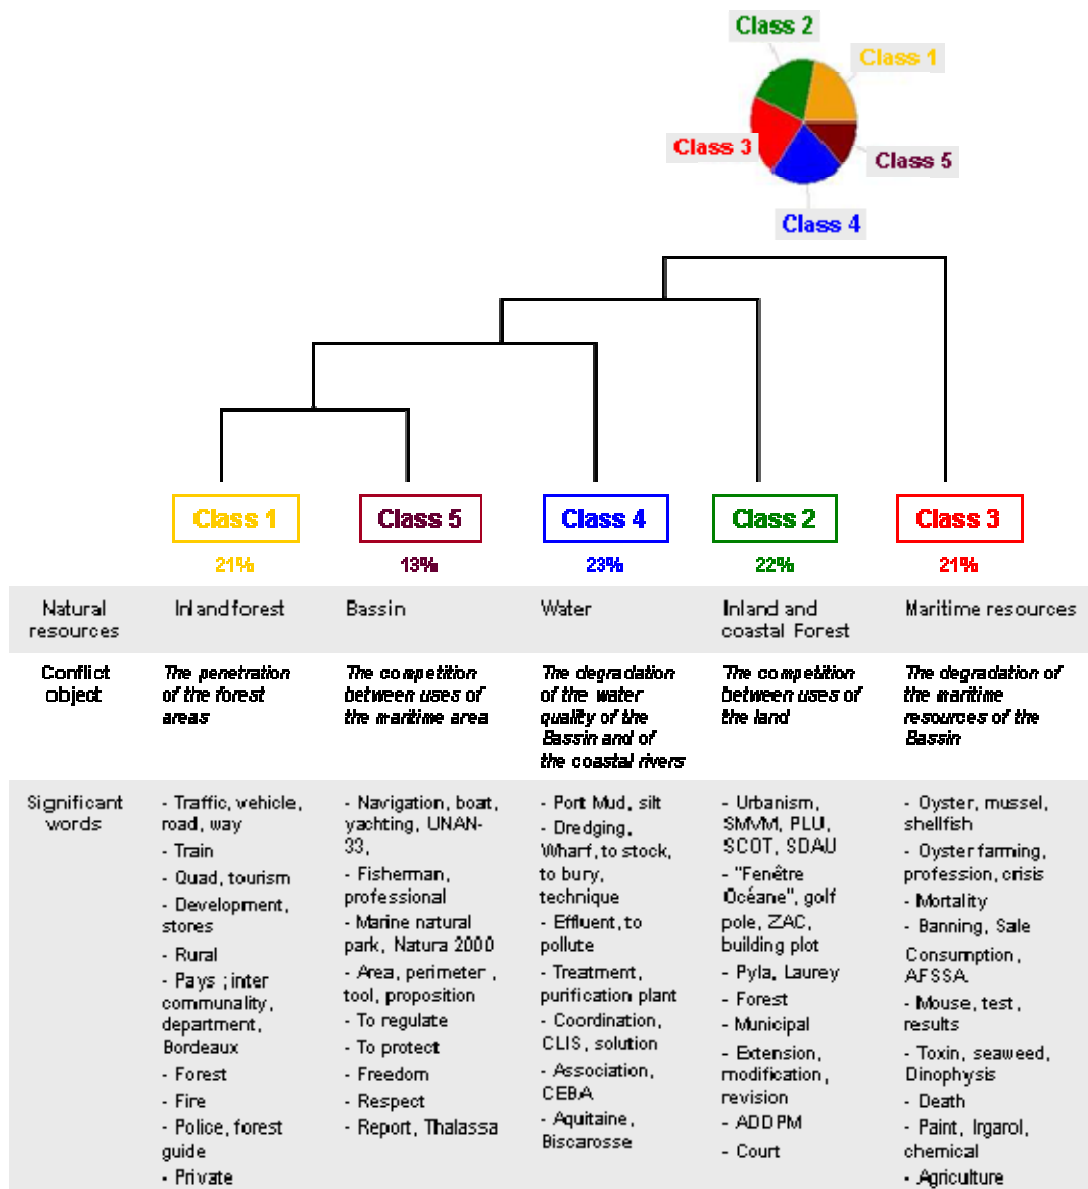 Class 2
Class 1
Class 3
Class 5
Class 4
Class 1
Class 5
Class 4
Class 2
Class 3
21%
13%
23%
22%
21%
Natural
resources
Inland forest
Bassin
Water
Inland and
coastal Forest
Maritime resources
Conflict
object
The penetration
of the forest
areas
The competition
between uses of
the maritime area
The degradation
of the water
quality of the
Bassin and of
the coastal rivers
The competition
between uses of
the land
The degradation of
the maritime
resources of the
Bassin
Significant
words
- Traffic, vehicle,
road, way
- Train
- Quad, tourism
- Development,
stores
- Rural
- Pays ; inter
communality,
department,
Bordeaux
- Forest
- Fire
- Police, forest
guide
- Private
- Navigation, boat,
yachting, UNAN-
33,
- Fisherman,
professional
- Marine natural
park, Natura 2000
- Area, perimeter ,
tool, proposition
- To regulate
- To protect
- Freedom
- Respect
- Report, Thalassa
- Port Mud, silt
- Dredging,
Wharf, to stock,
to bury,
technique
- Effluent, to
pollute
- Treatment,
purification plant
- Coordination,
CLIS, solution
- Association,
CEBA
- Aquitaine,
Biscarosse
- Urbanism,
SMVM, PLU,
SCOT, SDAU
- "Fenêtre
Océane", golf
pole, ZAC,
building plot
- Pyla, Laurey
- Forest
- Municipal
- Extension,
modification,
revision
- ADDPM
- Court
- Oyster, mussel,
shellfish
- Oyster farming,
profession, crisis
- Mortality
- Banning, Sale
Consumption,
AFSSA
- Mouse, test,
results
- Toxin, seaweed,
Dinophysis
- Death
- Paint, Irgarol,
chemical
- Agriculture